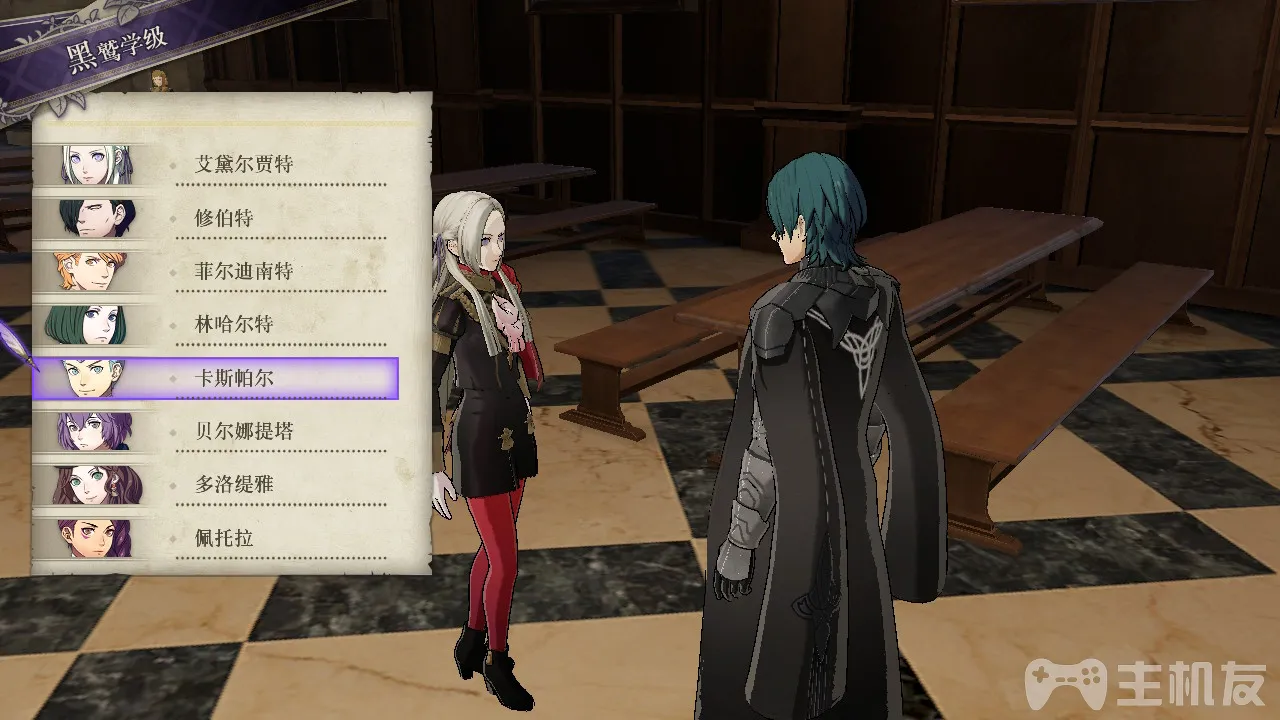 黑鹫学级
艾黛尔贾特
修伯特
菲尔迪南特
林哈尔特
卡斯帕尔
贝尔娜提塔
多洛缇雅
佩托拉
主机友